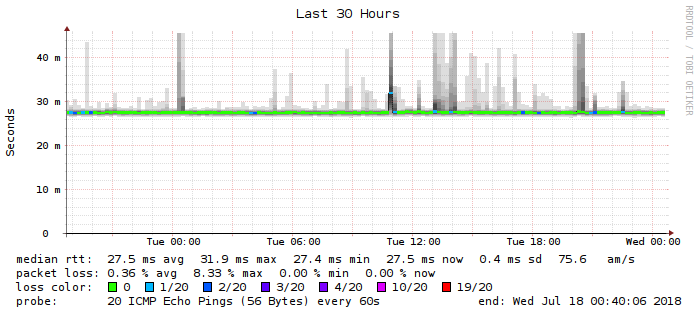 Last 30 Hours
RRDTOOL / TOBI OETIKER
Seconds
40 m
30 m
20 m
10 m
0
Tue 00:00 Tue 06:00 Tue 12:00 Tue 18:00 Wed 00:00
median rtt: 27.5 ms avg 31.9 ms max 27.4 ms min 27.5 ms now 0.4 ms sd 75.6 am/s
packet loss: 0.36 % avg 8.33 % max 0.00 % min 0.00 % now
loss color: 0 1/20 2/20 3/20 4/20 10/20 19/20
probe: 20 ICMP Echo Pings (56 Bytes) every 60s end: Wed Jul 18 00:40:06 2018